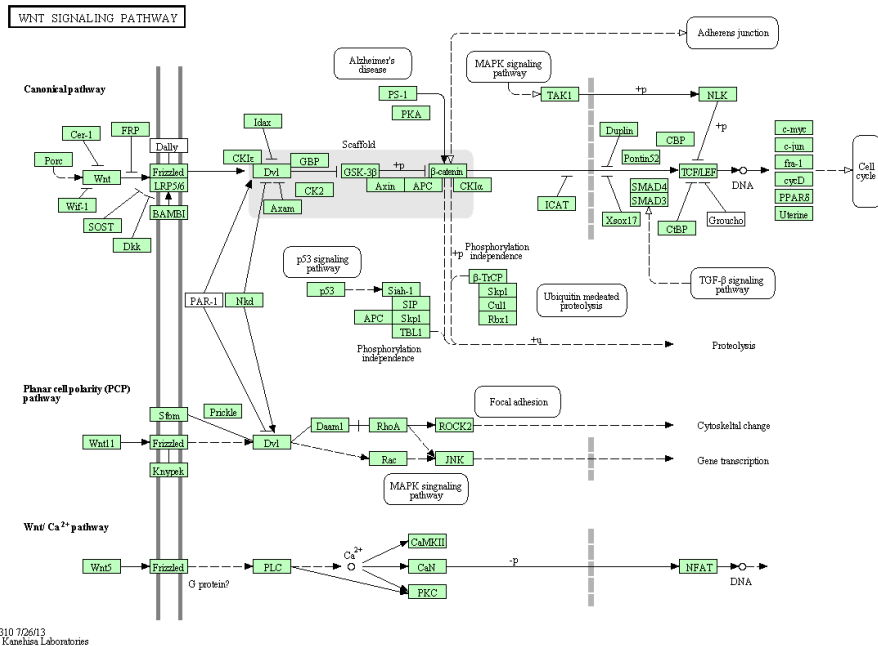 WNT SIGNALING PATHWAY
Adherens junction
Alzheimer's
disease
MAPK signaling
pathway
Canonical pathway
PS-1
PKA
TAK1
+p
NLK
+p
Idax
Cer-1
FRP
Dally
Scaffold
Duplin
CBP
Pontin52
c-myc
c-jun
fra-1
cycD
PPARδ
Uterine
Cell
cycle
Porc
Wnt
Frizzled
LRP5/6
CKIε
Dvl
GBP
GSK-3β
+p
β-catenin
Axin
APC
CKIα
CK2
Axam
TCF/LEF
DNA
SMAD4
SMAD3
Wif-1
SOST
BAMBI
Dkk
ICAT
Xsox17
CtBP
Groucho
+p
Phosphorylation
independence
p53 signaling
pathway
β-TrCP
Skp1
Cul1
Rbx1
TGF-β signaling
pathway
p53
Siah-1
SIP
APC
Skp1
TBL1
Ubiquitin medeated
proteolysis
PAR-1
Nkd
Phosphorylation
independence
+u
Proteolysis
Planar cell polarity (PCP)
pathway
Focal adhesion
Stbm
Prickle
Daam1
RhoA
ROCK2
Cytoskeltal change
Wnt11
Frizzled
Dvl
Rac
JNK
Gene transcription
Knypek
MAPK singnaling
pathway
Wnt/ Ca2+ pathway
CaMKII
Ca2+
Wnt5
Frizzled
PLC
CaN
-p
NFAT
G protein?
DNA
PKC
310 7/26/13
Kanehisa Laboratories